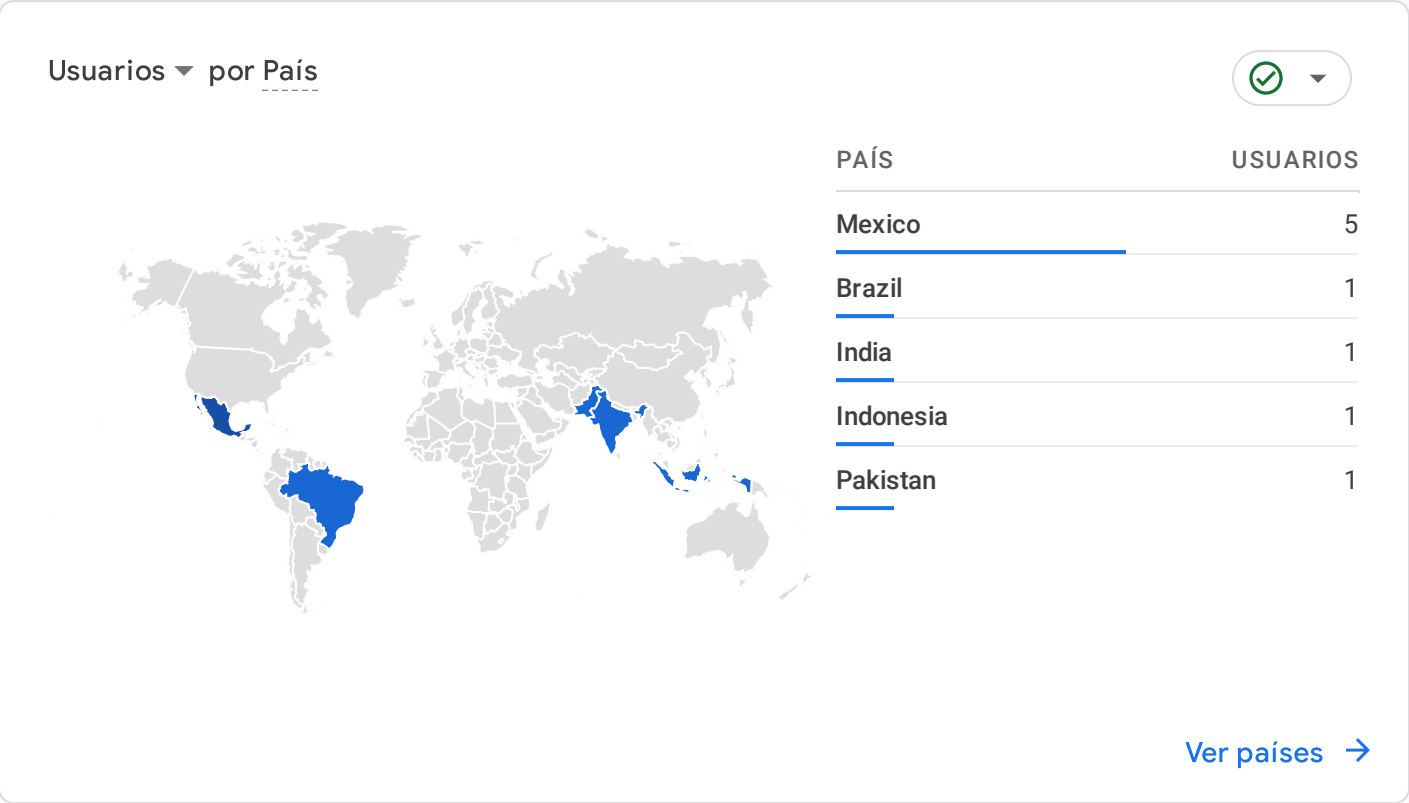 Usuarios por País
PAÍS USUARIOS
Mexico 5
Brazil 1
India 1
Indonesia 1
Pakistan 1
Ver países